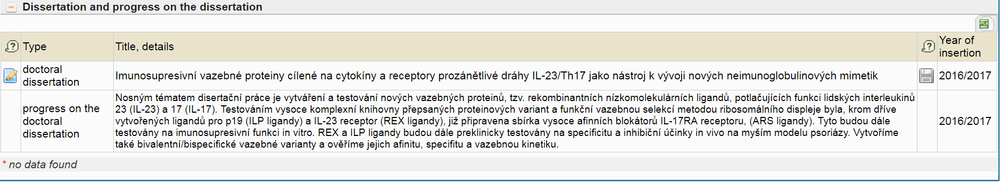 Dissertation and progress on the dissertation
Type
Title, details
Year of
insertion
doctoral
dissertation
Imunosupresivní vazebné proteiny cílené na cytokíny a receptory prozánětlivé dráhy IL-23/Th17 jako nástroj k vývoji nových neimunoglobulinových mimetik
2016/2017
progress on the
doctoral
dissertation
Nosným tématem disertační práce je vytváření a testování nových vazebných proteinů, tzv. rekombinantních nízkomolekulárních ligandů, potlačujících funkci lidských interleukinů
23 (IL-23) a 17 (IL-17). Testováním vysoce komplexní knihovny přepsaných proteinových variant a funkční vazebnou selekcí metodou ribosomálního displeje byla, krom dříve
vytvořených ligandů pro p19 (ILP ligandy) a IL-23 receptor (REX ligandy), již připravena sbírka vysoce afinních blokátorů IL-17RA receptoru, (ARS ligandy). Tyto budou dále
testovány na imunosupresivní funkci in vitro. REX a ILP ligandy budou dále preklinicky testovány na specificitu a inhibiční účinky in vivo na myším modelu psoriázy. Vytvoříme
také bivalentní/bispecifické vazebné varianty a ověříme jejich afinitu, specifitu a vazebnou kinetiku.
2016/2017
* no data found